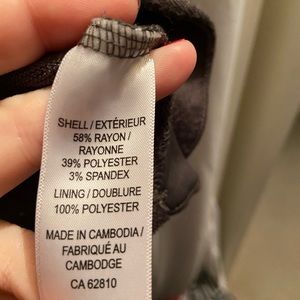 SHELL / EXTÉRIEUR
58% RAYON /
RAYONNE
39% POLYESTER
3% SPANDEX
LINING / DOUBLURE
100% POLYESTER
MADE IN CAMBODIA /
FABRIQUÉ AU
CAMBODGE
CA 62810